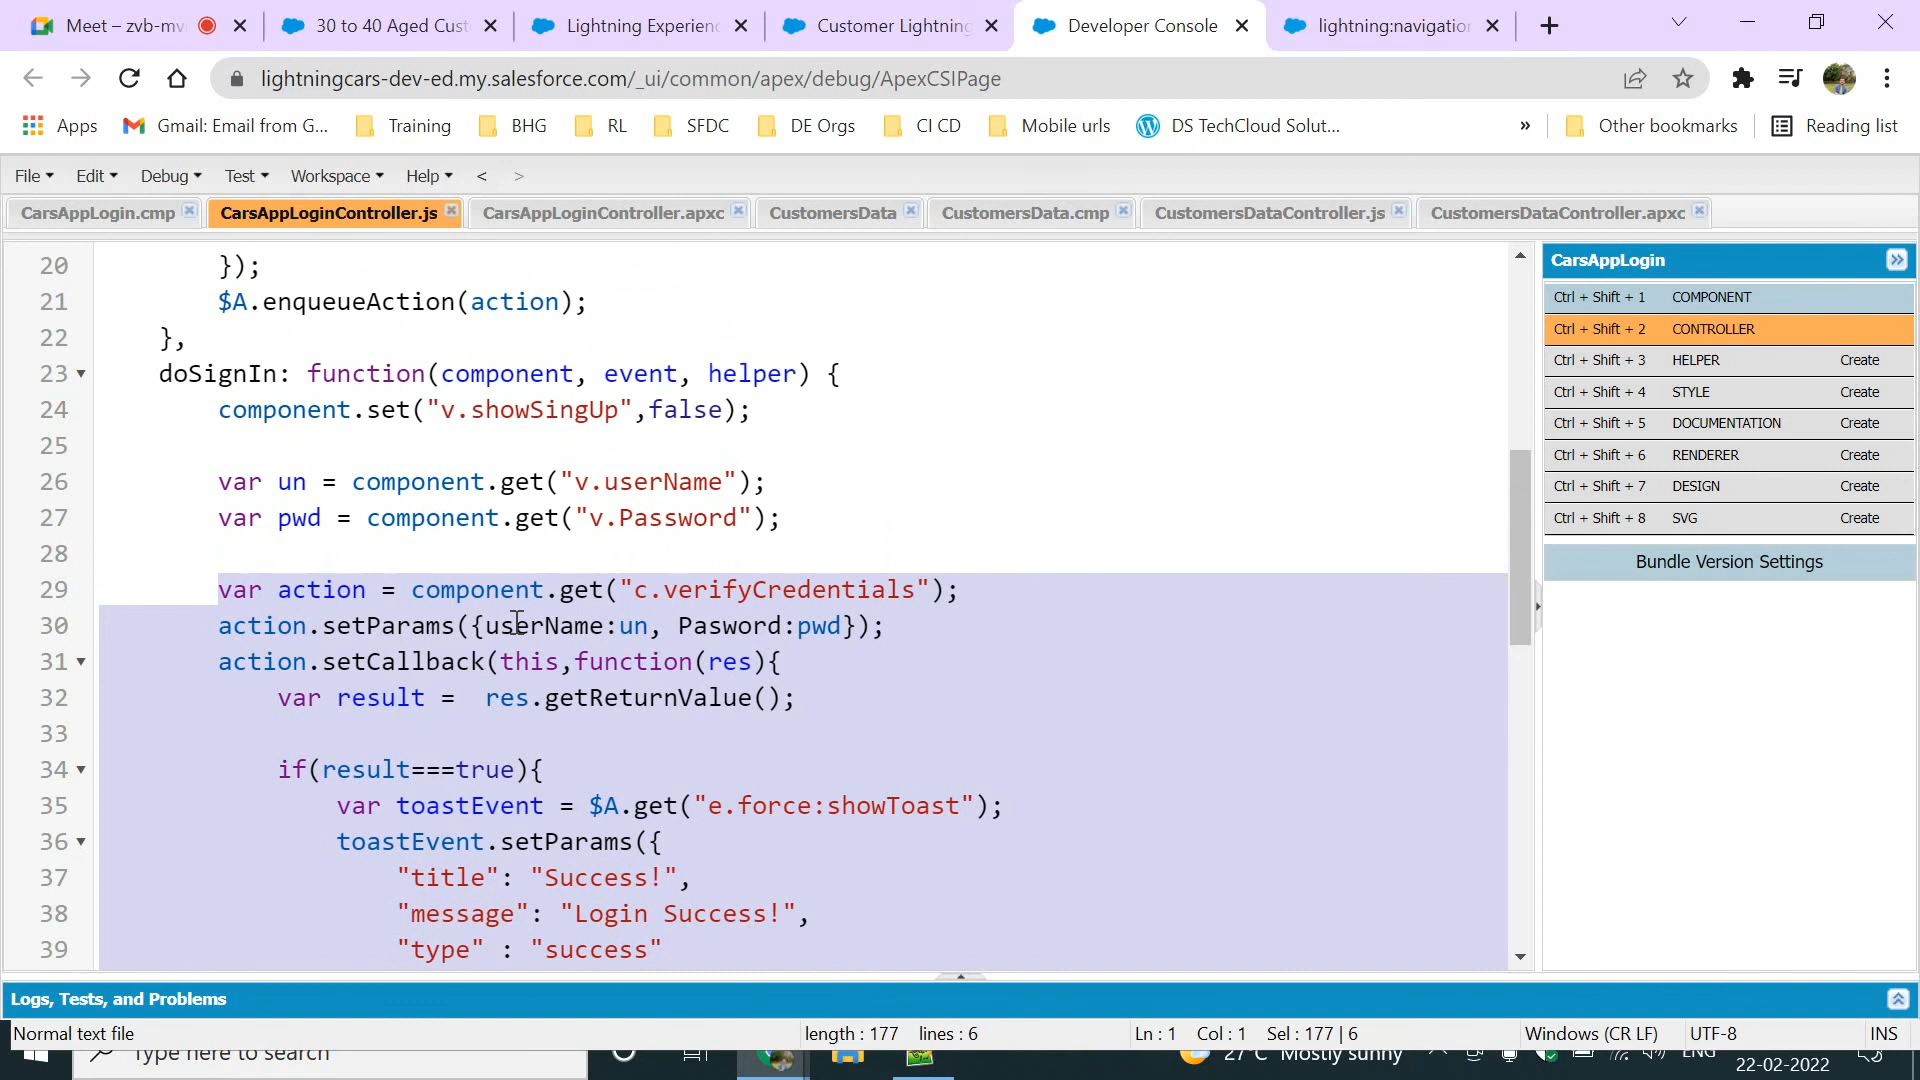 Meet – zvb-mv
30 to 40 Aged Cust
Lightning Experienc
Customer Lightning
Developer Console
lightning:navigation
lightningcars-dev-ed.my.salesforce.com/_ui/common/apex/debug/ApexCSIPage
Apps
Gmail: Email from G...
Training
BHG
RL
SFDC
DE Orgs
CI CD
Mobile urls
DS TechCloud Solut...
»
Other bookmarks
Reading list
File
Edit
Debug
Test
Workspace
Help
<
>
CarsAppLogin.cmp
CarsAppLoginController.js
CarsAppLoginController.apxc
CustomersData
CustomersData.cmp
CustomersDataController.js
CustomersDataController.apxc
20 });
21 $A.enqueueAction(action);
22 },
23 doSignIn: function(component, event, helper) {
24 component.set("v.showSingUp",false);
25
26 var un = component.get("v.userName");
27 var pwd = component.get("v.Password");
28
29 var action = component.get("c.verifyCredentials");
30 action.setParams({userName:un, Pasword:pwd});
31 action.setCallback(this,function(res){
32 var result =  res.getReturnValue();
33
34 if(result===true){
35 var toastEvent = $A.get("e.force:showToast");
36 toastEvent.setParams({
37 "title": "Success!",
38 "message": "Login Success!",
39 "type" : "success"
CarsAppLogin
Ctrl + Shift + 1 COMPONENT
Ctrl + Shift + 2 CONTROLLER
Ctrl + Shift + 3 HELPER Create
Ctrl + Shift + 4 STYLE Create
Ctrl + Shift + 5 DOCUMENTATION Create
Ctrl + Shift + 6 RENDERER Create
Ctrl + Shift + 7 DESIGN Create
Ctrl + Shift + 8 SVG Create
Bundle Version Settings
Logs, Tests, and Problems
Normal text file
length : 177 lines : 6
Ln : 1 Col : 1 Sel : 177 | 6
Windows (CR LF)
UTF-8
INS
Type here to search
27°C Mostly sunny
ENG
22-02-2022